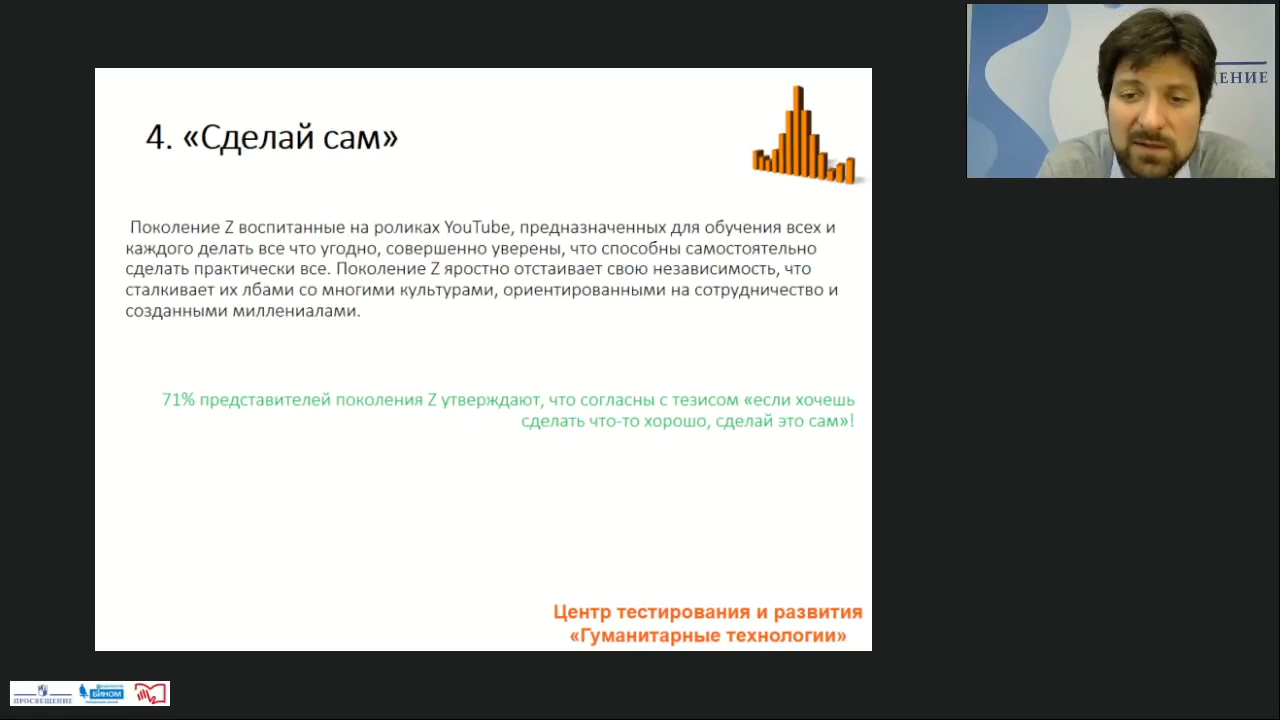 ЕНИЕ
4. «Сделай сам»
Поколение Z воспитанные на роликах YouTube, предназначенных для обучения всех и
каждого делать все что угодно, совершенно уверены, что способны самостоятельно
сделать практически все. Поколение Z яростно отстаивает свою независимость, что
сталкивает их лбами со многими культурами, ориентированными на сотрудничество и
созданными миллениалами.
71% представителей поколения Z утверждают, что согласны с тезисом «если хочешь
сделать что-то хорошо, сделай это сам»!
Центр тестирования и развития
«Гуманитарные технологии»
ПРОСВЕЩЕНИЕ
БИНОМ